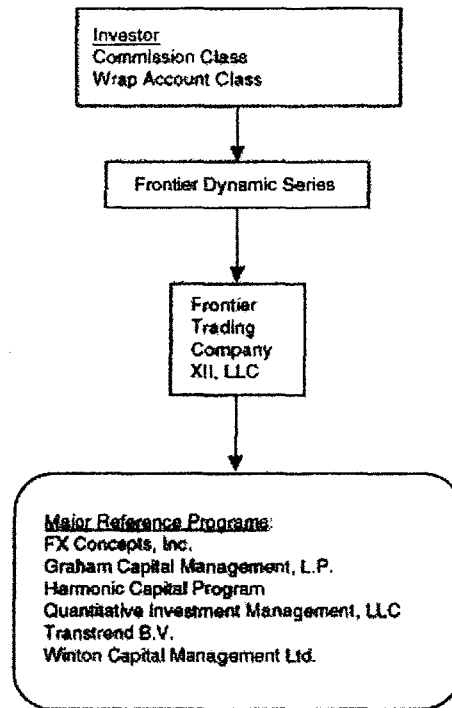 Investor
Commission Class
Wrap Account Class
Frontier Dynamic Series
Frontier
Trading
Company
XII, LLC
Major Reference Programs:
FX Concepts, Inc.
Graham Capital Management, L.P.
Harmonic Capital Program
Quantitative Investment Management, LLC
Transtrend B.V.
Winton Capital Management Ltd.